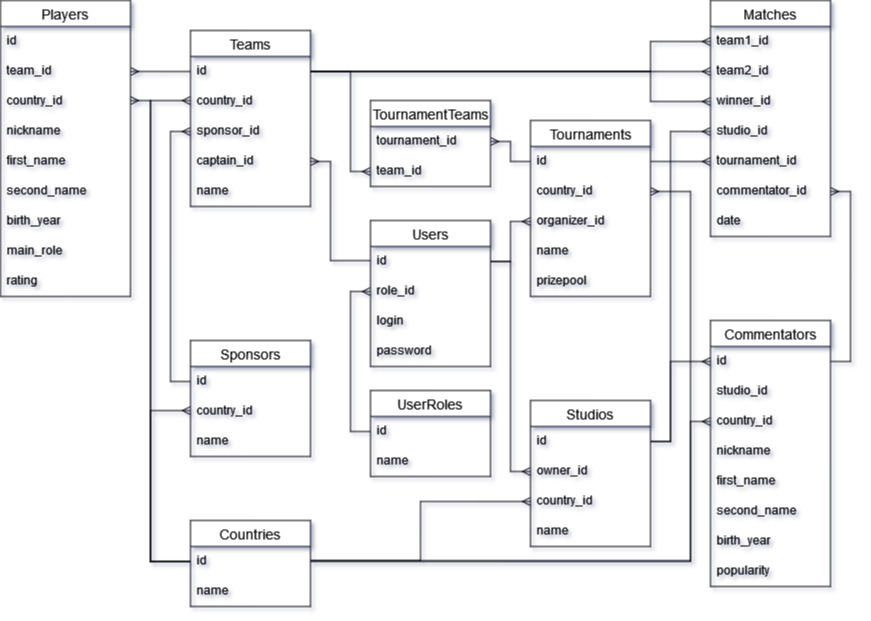 Players
id
team_id
country_id
nickname
first_name
second_name
birth_year
main_role
rating
Teams
id
country_id
sponsor_id
captain_id
name
Sponsors
id
country_id
name
Countries
id
name
TournamentTeams
tournament_id
team_id
Users
id
role_id
login
password
UserRoles
id
name
Tournaments
id
country_id
organizer_id
name
prizepool
Studios
id
owner_id
country_id
name
Matches
team1_id
team2_id
winner_id
studio_id
tournament_id
commentator_id
date
Commentators
id
studio_id
country_id
nickname
first_name
second_name
birth_year
popularity